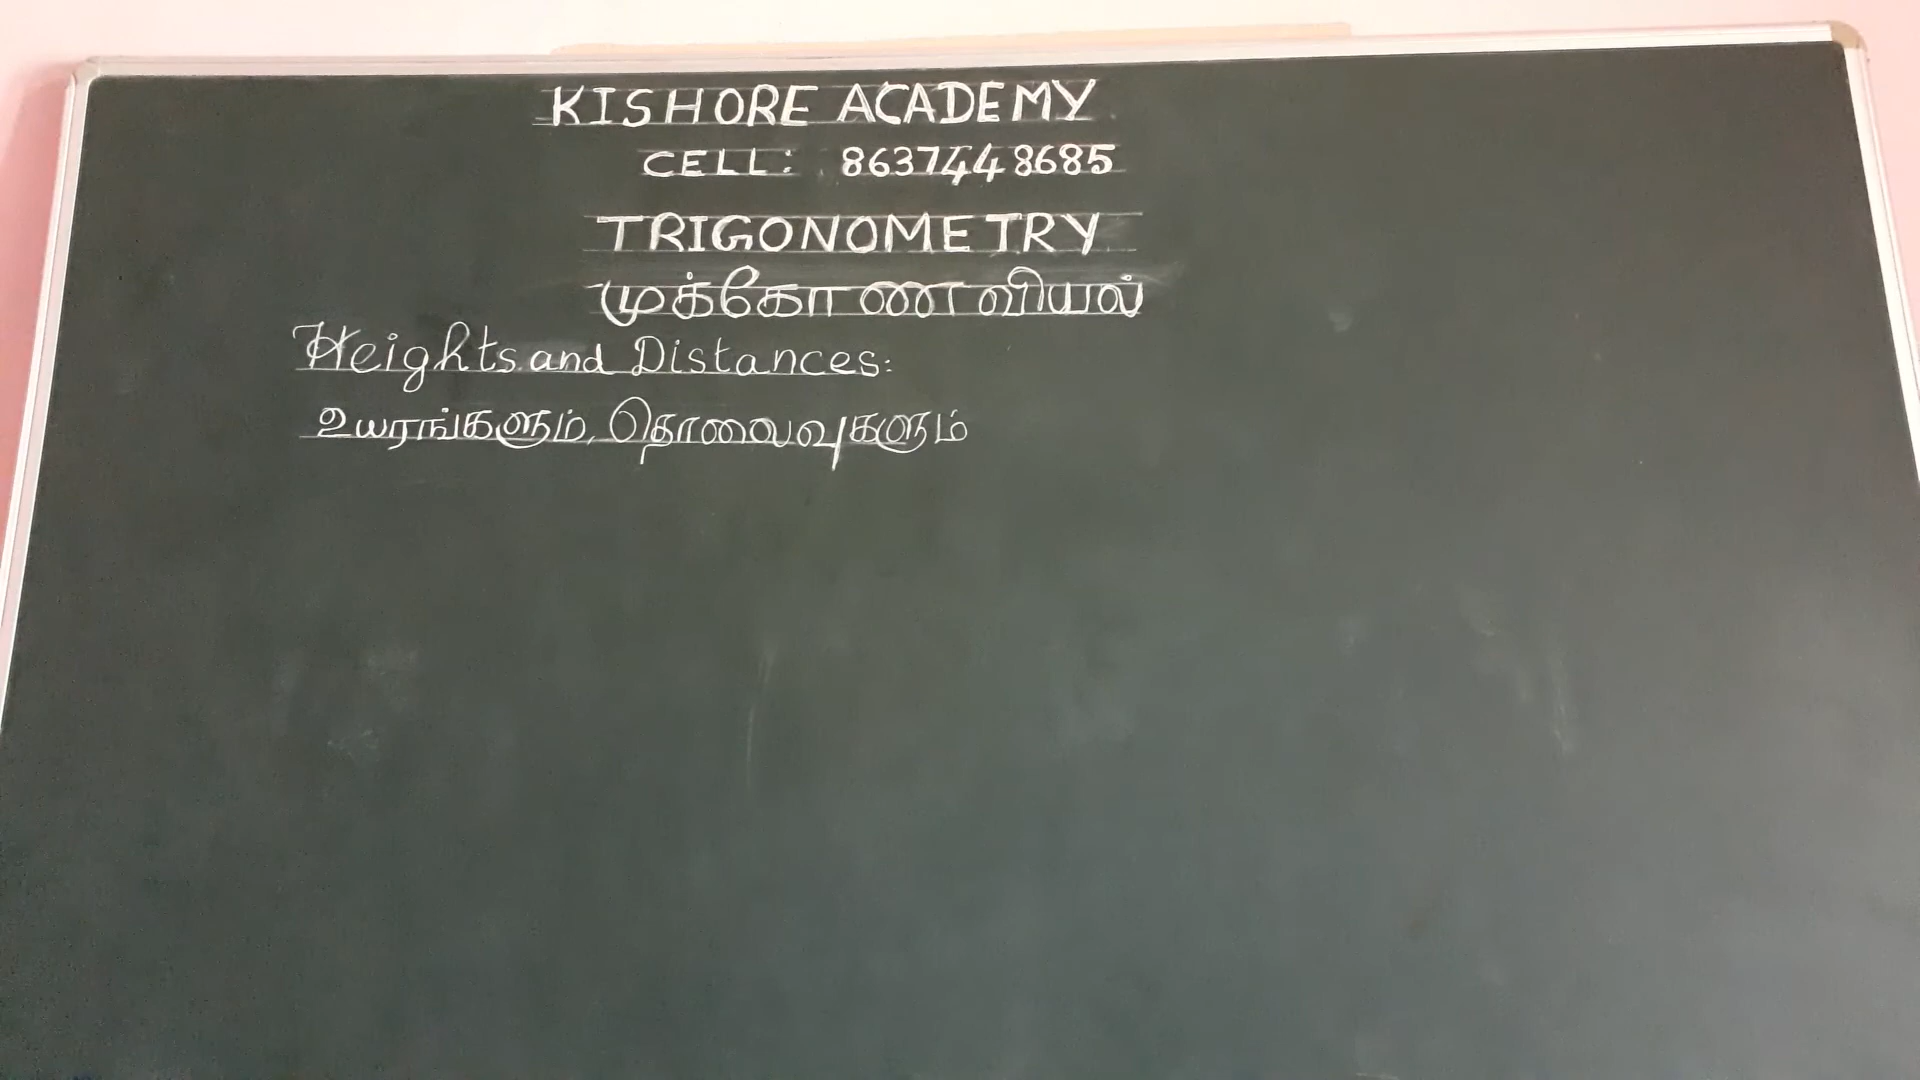 KISHORE ACADEMY
CELL: 8637448685
TRIGONOMETRY
முக்கோணவியல்
Heights and Distances:
உயரங்களும், தொலைவுகளும்